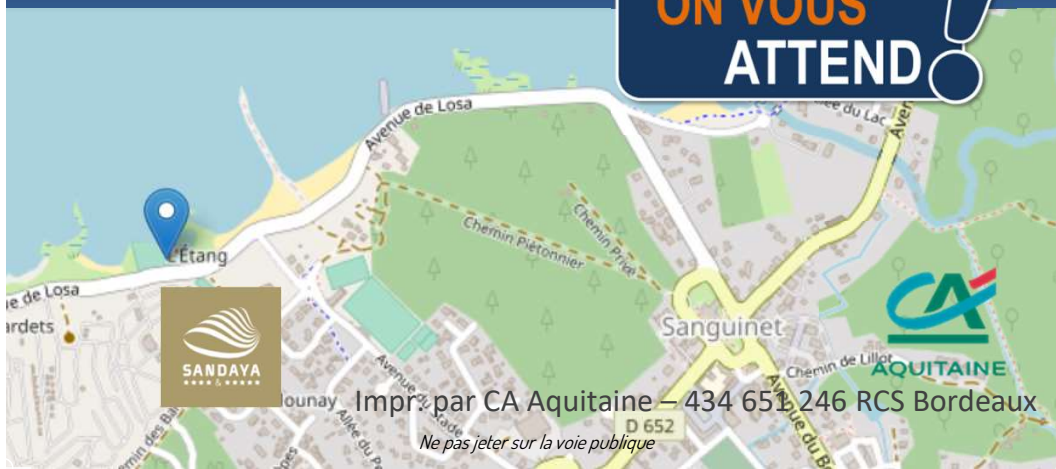 ON VOUS
ATTEND !
Avenue de Losa
L'Étang
Chemin Piétonnier
Chemin Privé
Sanguinet
SANDAYA
CA
AQUITAINE
Chemin de Lillot
Impr. par CA Aquitaine – 434 651 246 RCS Bordeaux
D 652
Ne pas jeter sur la voie publique